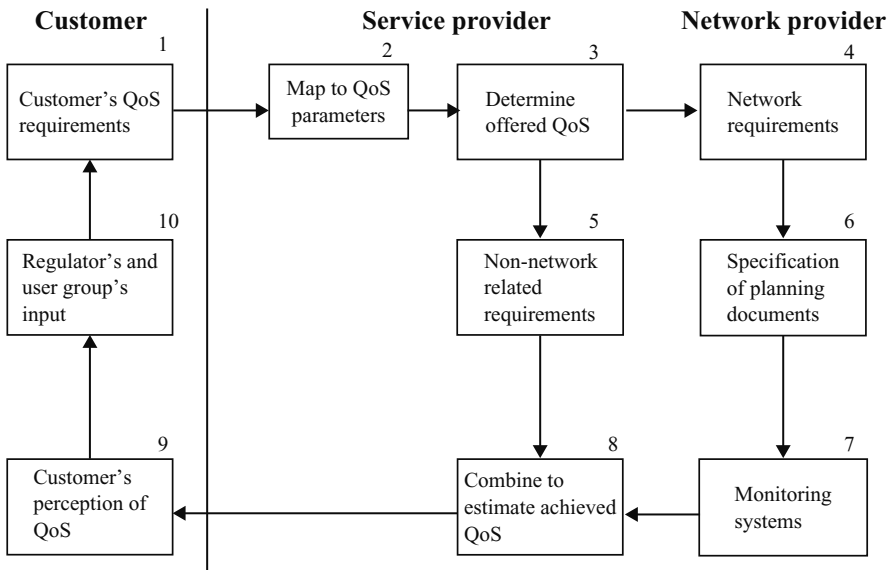 Customer
Service provider
Network provider
1
Customer's QoS
requirements
2
Map to QoS
parameters
3
Determine
offered QoS
4
Network
requirements
10
Regulator's and
user group's
input
5
Non-network
related
requirements
6
Specification
of planning
documents
9
Customer's
perception of
QoS
8
Combine to
estimate achieved
QoS
7
Monitoring
systems